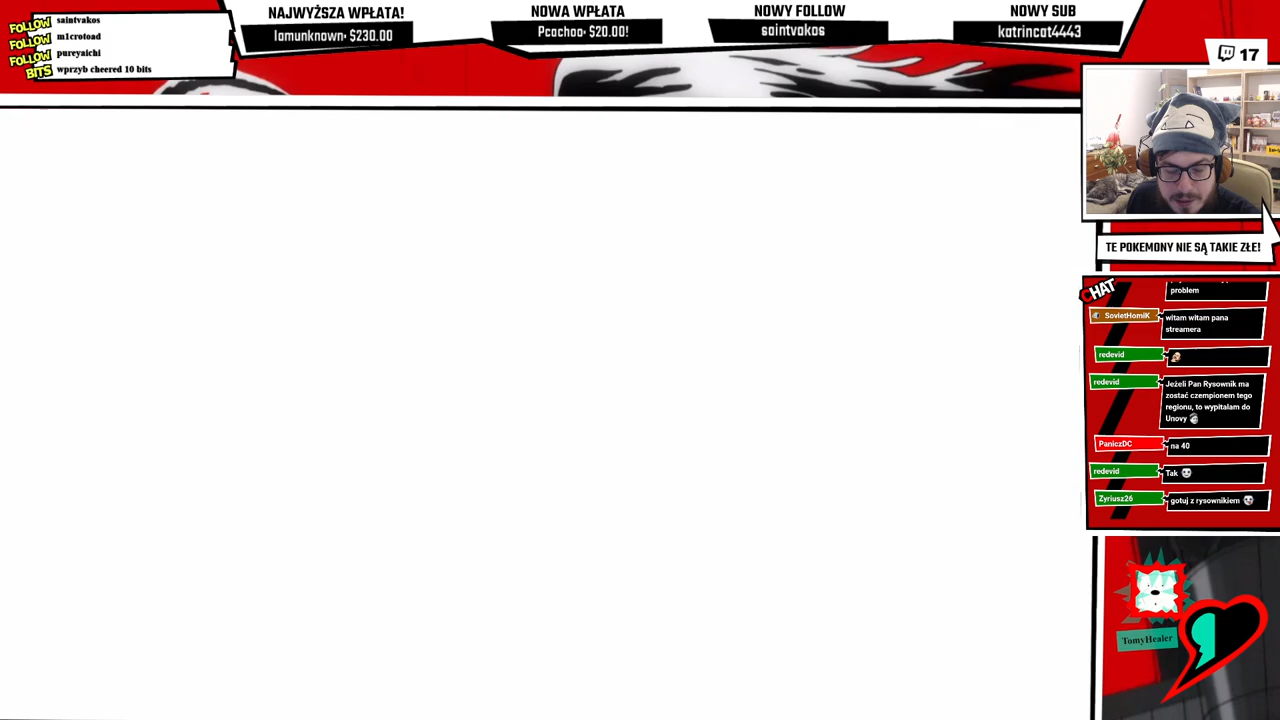 FOLLOW saintvakos
FOLLOW m1crotoad
FOLLOW pureyaichi
BITS wprzyb cheered 10 bits
NAJWYŻSZA WPŁATA!
Iamunknown• $230.00
NOWA WPŁATA
Pcachoo• $20.00!
NOWY FOLLOW
saintvakos
NOWY SUB
katrincat4443
17
TE POKEMONY NIE SĄ TAKIE ZŁE!
CHAT
problem
SovietHomiK
witam witam pana
streamera
redevid
redevid
Jeżeli Pan Rysownik ma
zostać czempionem tego
regionu, to wypitalam do
Unovy
PaniczDC
na 40
redevid
Tak
Zyriusz26
gotuj z rysownikiem
TomyHealer